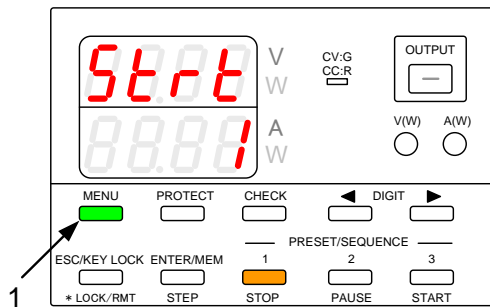 OUTPUT
Strt V
W
CV:G
CC:R
1 A
W
V(W) A(W)
MENU PROTECT CHECK ◀ DIGIT ▶
PRESET/SEQUENCE
ESC/KEY LOCK ENTER/MEM 1 2 3
1
* LOCK/RMT STEP STOP PAUSE START